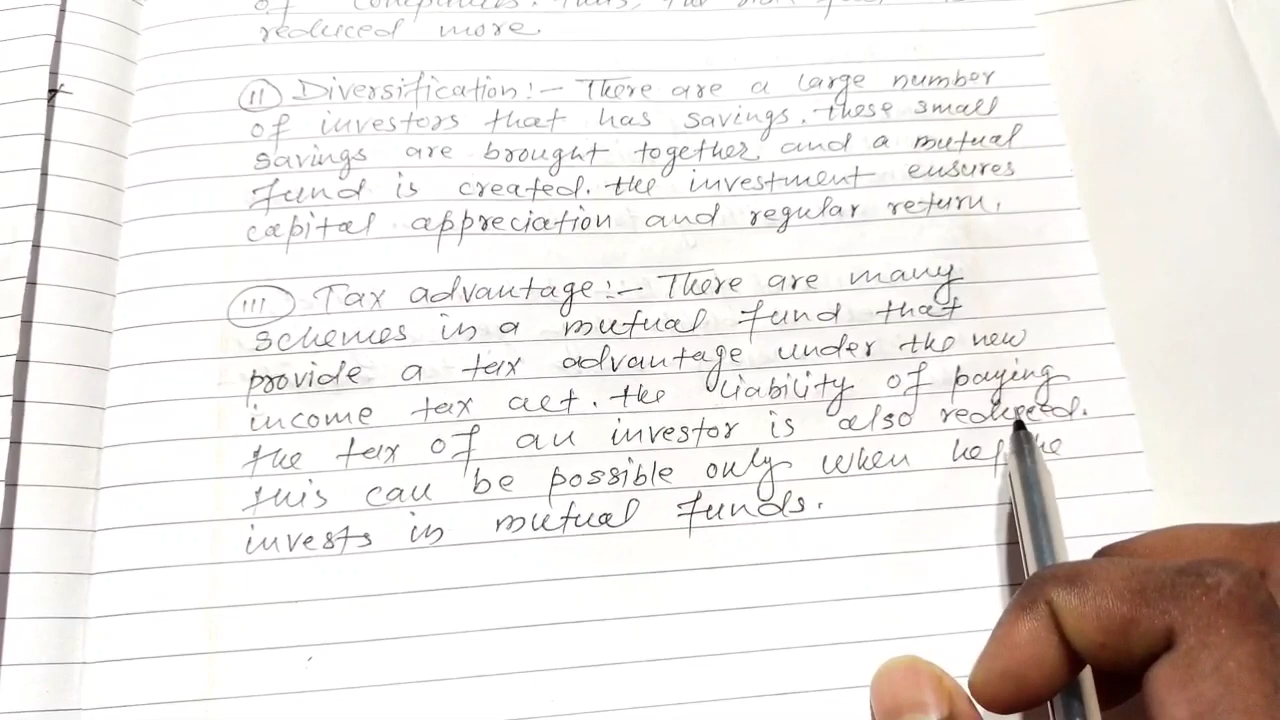 of
reduced more
(11) Diversification:- There are a large number
of investors that has savings. these small
savings are brought together and a mutual
fund is created. the investment ensures
capital appreciation and regular return.
(111) Tax advantage:- There are many
schemes in a mutual fund that
provide a tax advantage under the new
income tax act. the liability of paying
the tax of an investor is also reduced.
this can be possible only when
invests in mutual funds.